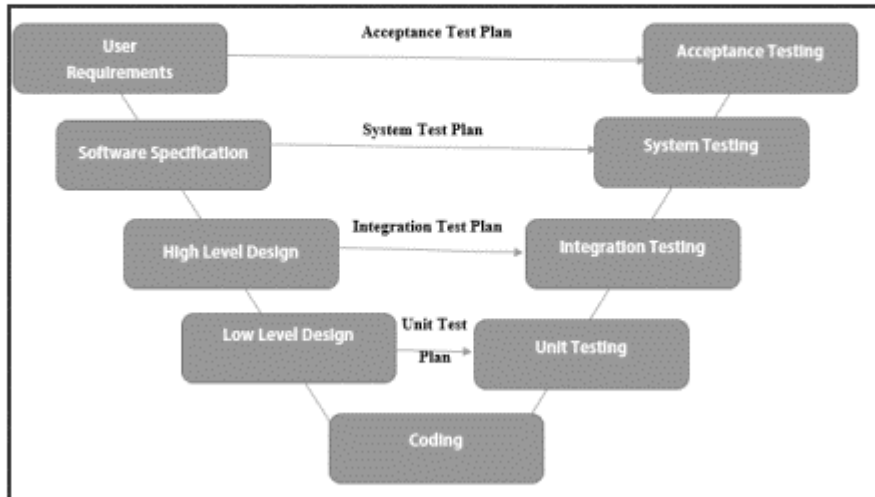 User
Requirements
Acceptance Test Plan
Acceptance Testing
Software Specification
System Test Plan
System Testing
High Level Design
Integration Test Plan
Integration Testing
Low Level Design
Unit Test
Plan
Unit Testing
Coding